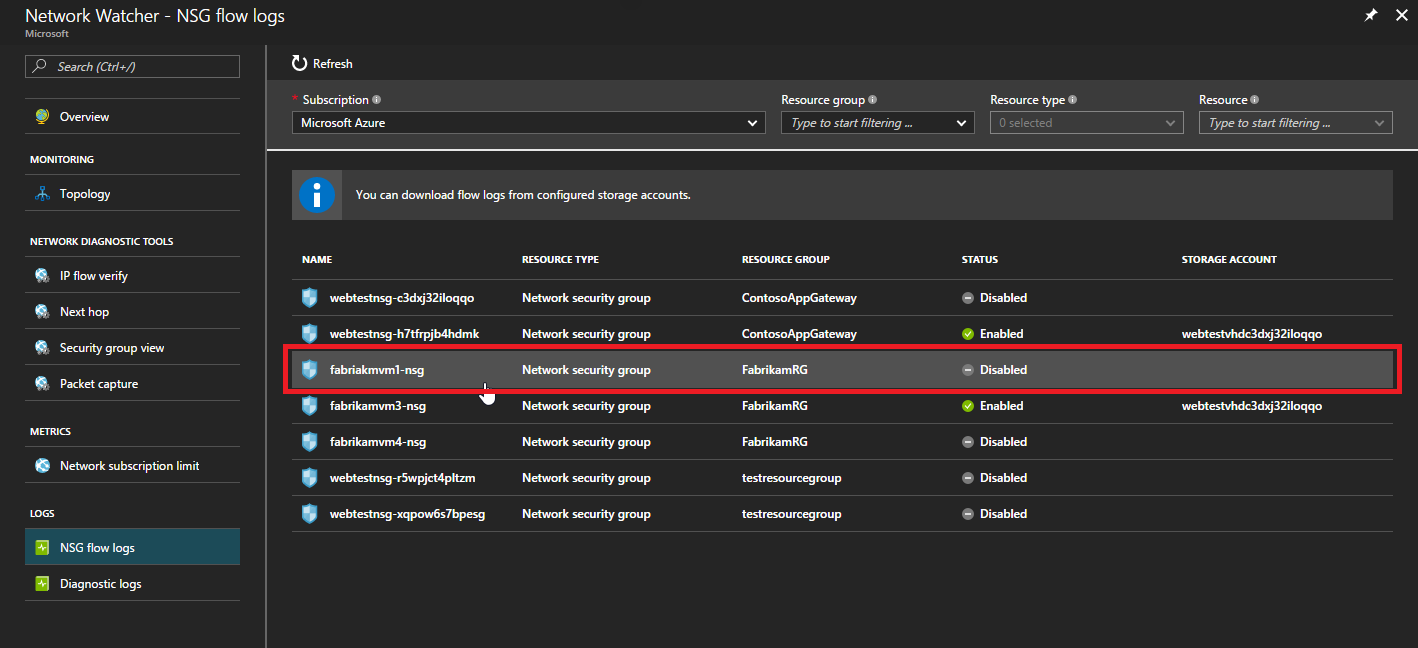 Network Watcher - NSG flow logs
Microsoft
Search (Ctrl+/)
Overview
MONITORING
Topology
NETWORK DIAGNOSTIC TOOLS
IP flow verify
Next hop
Security group view
Packet capture
METRICS
Network subscription limit
LOGS
NSG flow logs
Diagnostic logs
Refresh
* Subscription Resource group Resource type Resource
Microsoft Azure Type to start filtering ... 0 selected Type to start filtering ...
You can download flow logs from configured storage accounts.
NAME RESOURCE TYPE RESOURCE GROUP STATUS STORAGE ACCOUNT
webtestnsg-c3dxj32iloqqo Network security group ContosoAppGateway Disabled
webtestnsg-h7tfrpjb4hdmk Network security group ContosoAppGateway Enabled webtestvhdc3dxj32iloqqo
fabriakmvm1-nsg Network security group FabrikamRG Disabled
fabrikamvm3-nsg Network security group FabrikamRG Enabled webtestvhdc3dxj32iloqqo
fabrikamvm4-nsg Network security group FabrikamRG Disabled
webtestnsg-r5wpjct4pltzm Network security group testresourcegroup Disabled
webtestnsg-xqpow6s7bpesg Network security group testresourcegroup Disabled